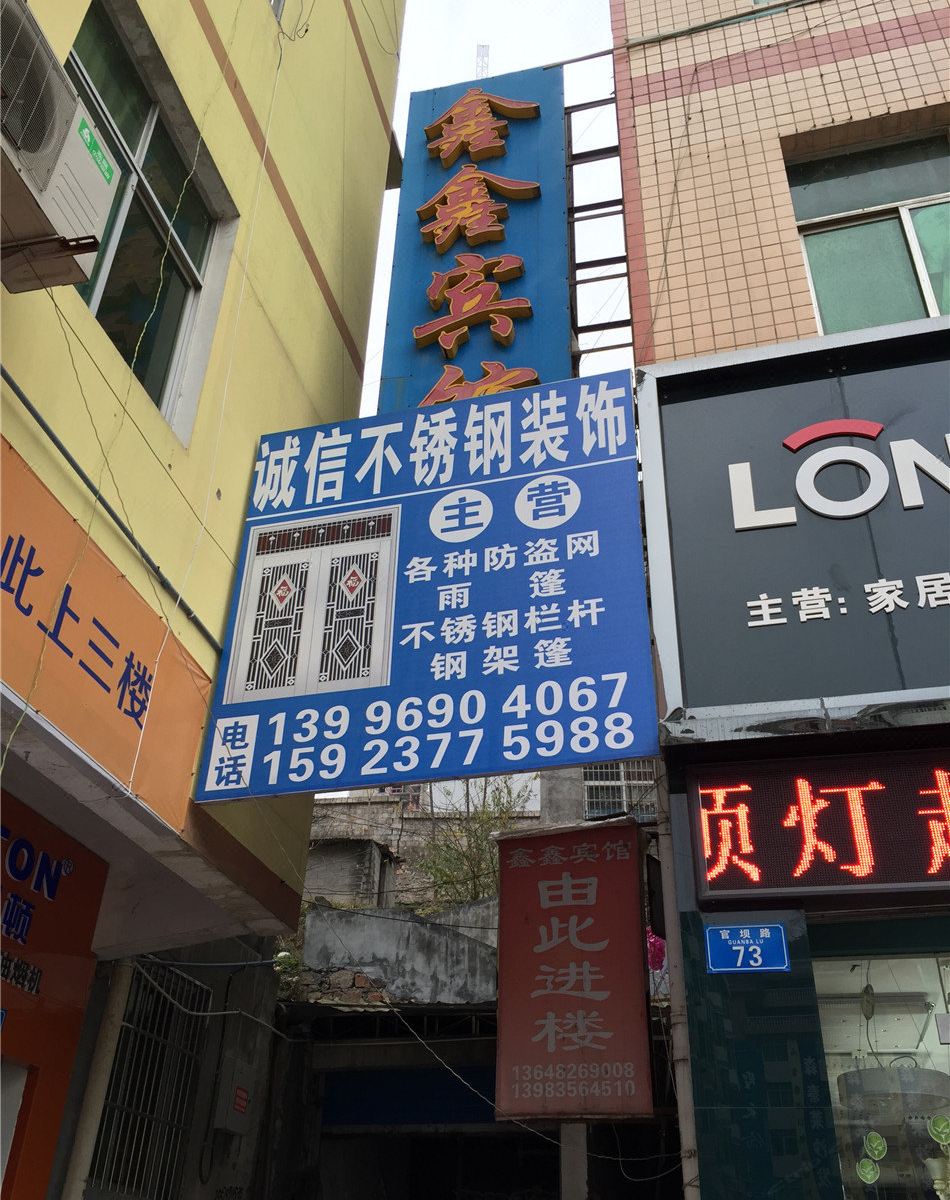 鑫鑫宾馆
诚信不锈钢装饰
主营
各种防盗网
雨篷
不锈钢栏杆
钢架篷
电话
139 9690 4067
159 2377 5988
此上三楼
LON
主营: 家居
顶灯
官坝路
GUANBA LU
73
鑫鑫宾馆
由此进楼
13648269008
13983564510
TON
顿